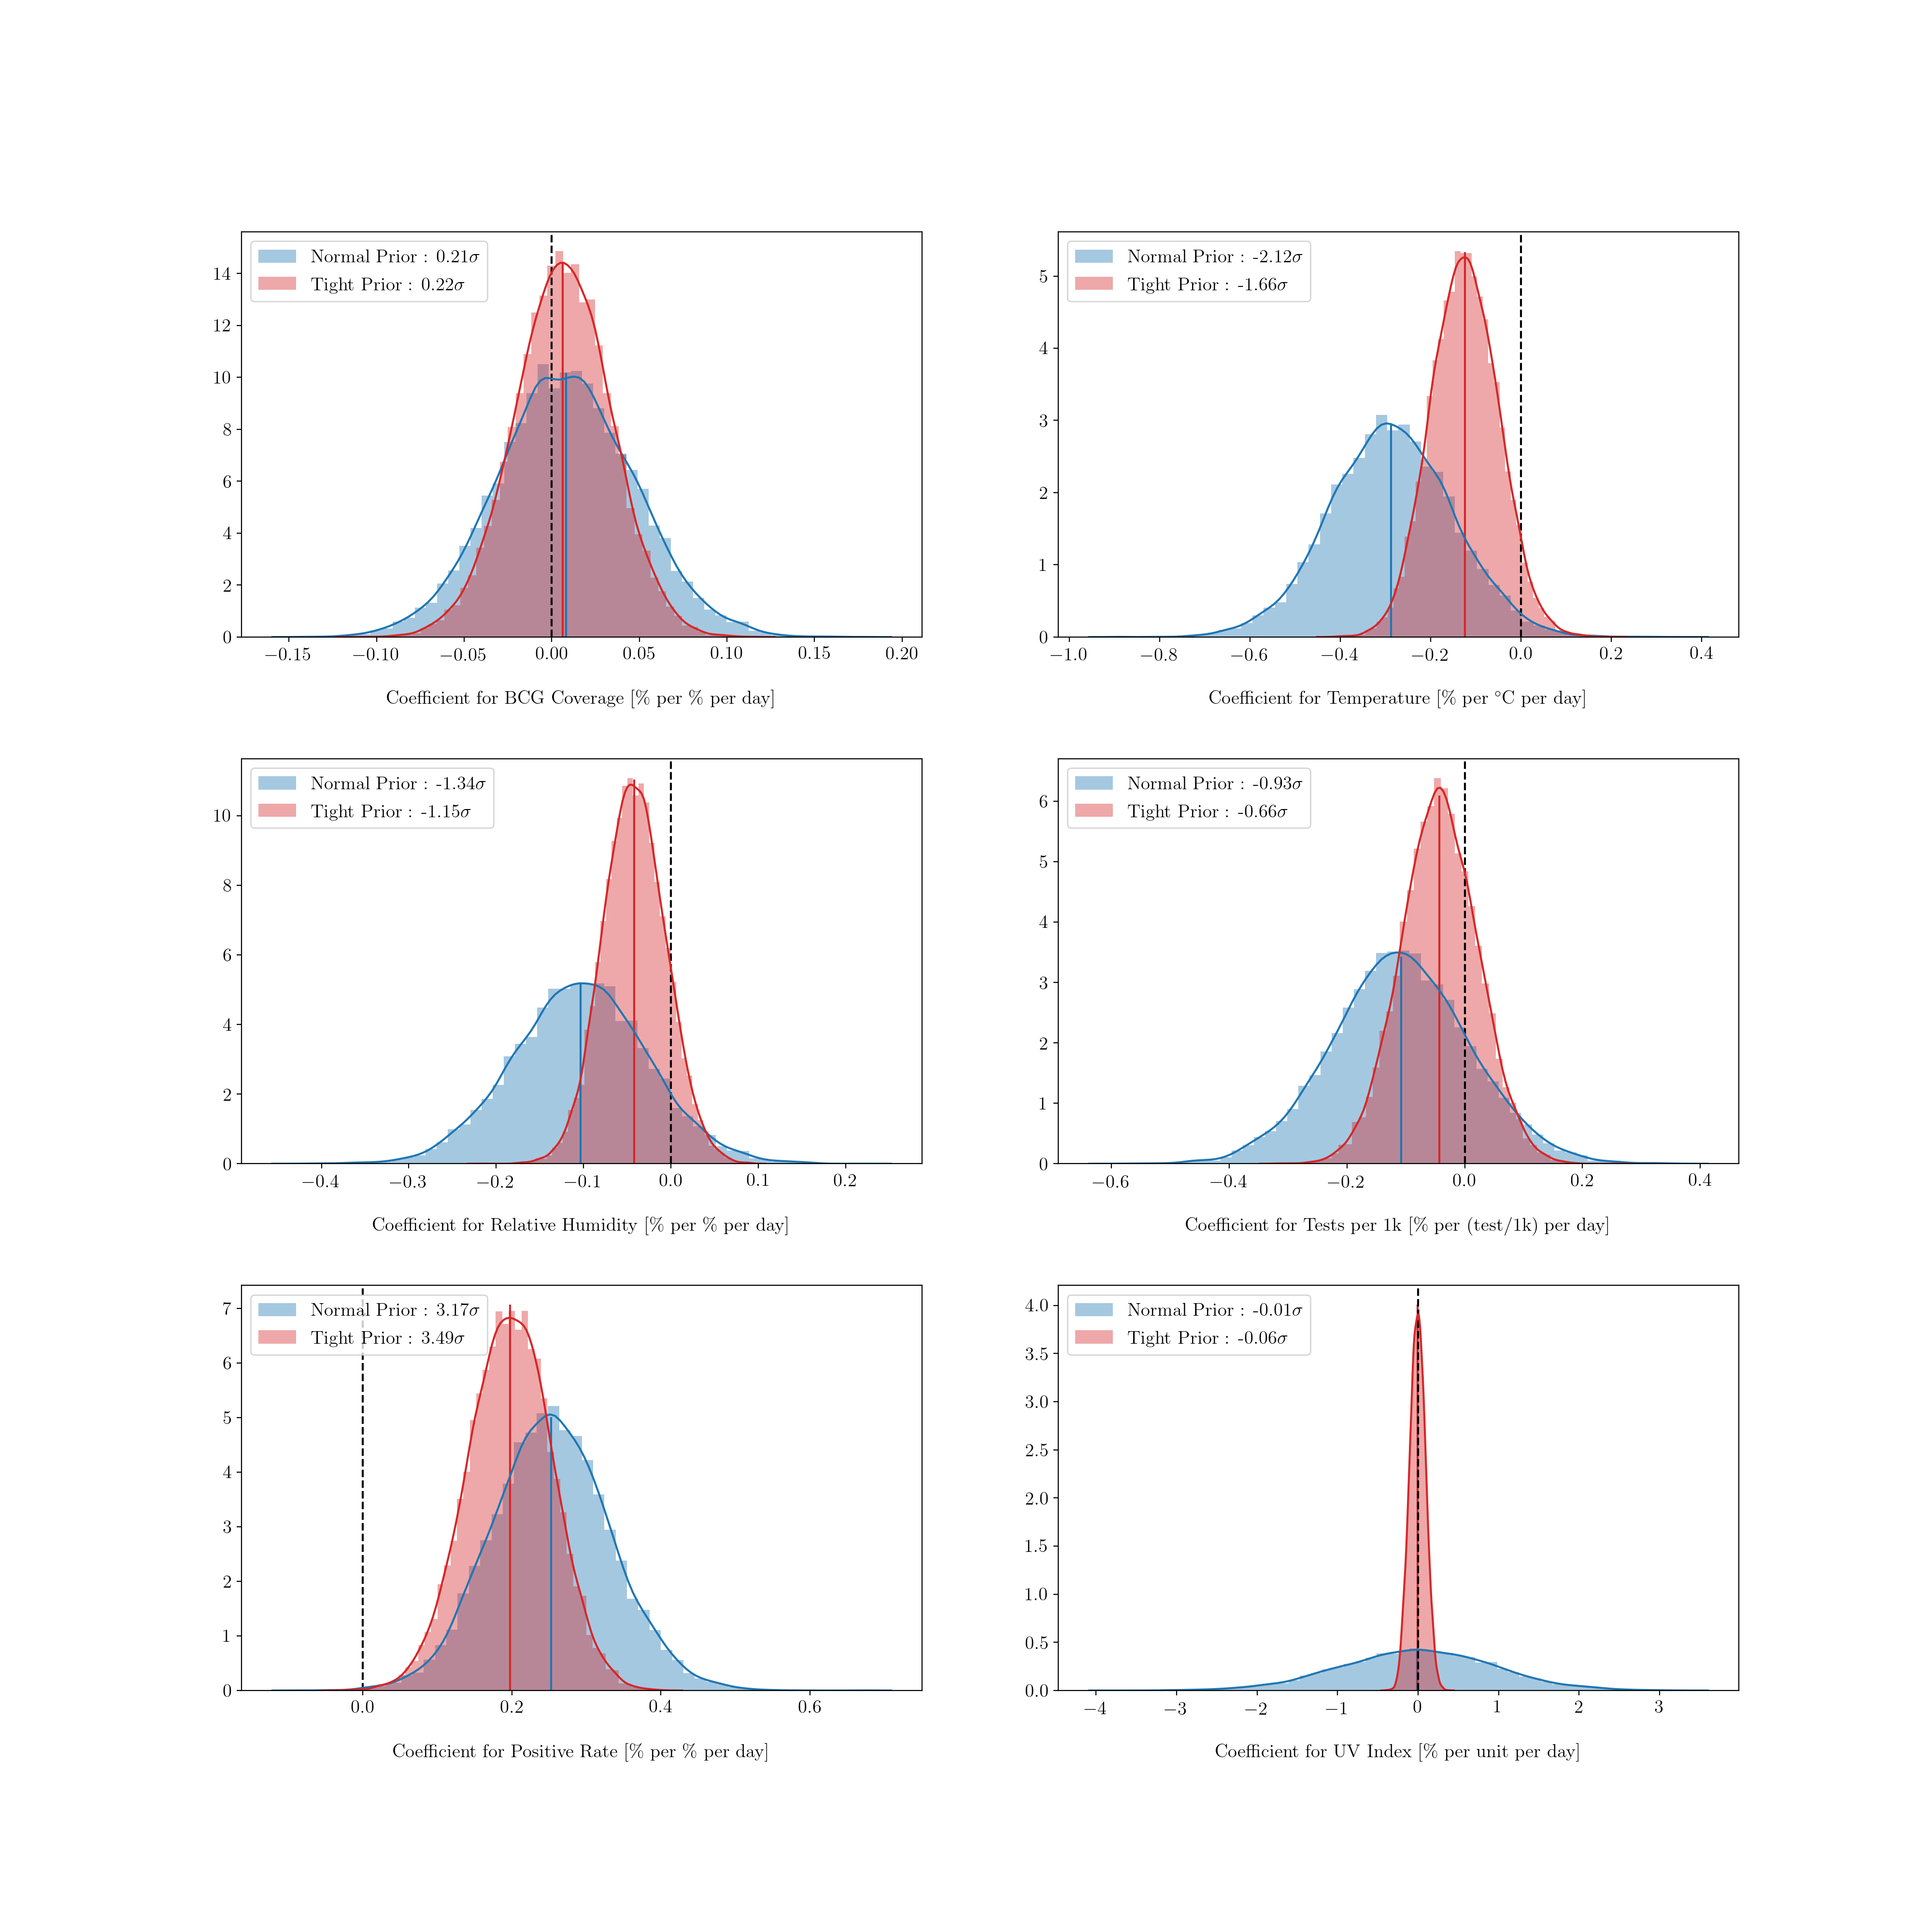 Normal Prior : 0.21σ
Tight Prior : 0.22σ
14
12
10
8
6
4
2
0
−0.15 −0.10 −0.05 0.00 0.05 0.10 0.15 0.20
Coefficient for BCG Coverage [% per % per day]
Normal Prior : -2.12σ
Tight Prior : -1.66σ
5
4
3
2
1
0
−1.0 −0.8 −0.6 −0.4 −0.2 0.0 0.2 0.4
Coefficient for Temperature [% per °C per day]
Normal Prior : -1.34σ
Tight Prior : -1.15σ
10
8
6
4
2
0
−0.4 −0.3 −0.2 −0.1 0.0 0.1 0.2
Coefficient for Relative Humidity [% per % per day]
Normal Prior : -0.93σ
Tight Prior : -0.66σ
6
5
4
3
2
1
0
−0.6 −0.4 −0.2 0.0 0.2 0.4
Coefficient for Tests per 1k [% per (test/1k) per day]
Normal Prior : 3.17σ
Tight Prior : 3.49σ
7
6
5
4
3
2
1
0
0.0 0.2 0.4 0.6
Coefficient for Positive Rate [% per % per day]
Normal Prior : -0.01σ
Tight Prior : -0.06σ
4.0
3.5
3.0
2.5
2.0
1.5
1.0
0.5
0.0
−4 −3 −2 −1 0 1 2 3
Coefficient for UV Index [% per unit per day]